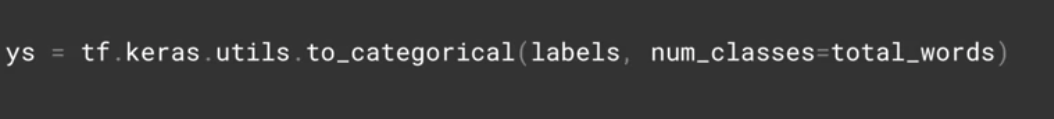 ys = tf.keras.utils.to_categorical(labels, num_classes=total_words)